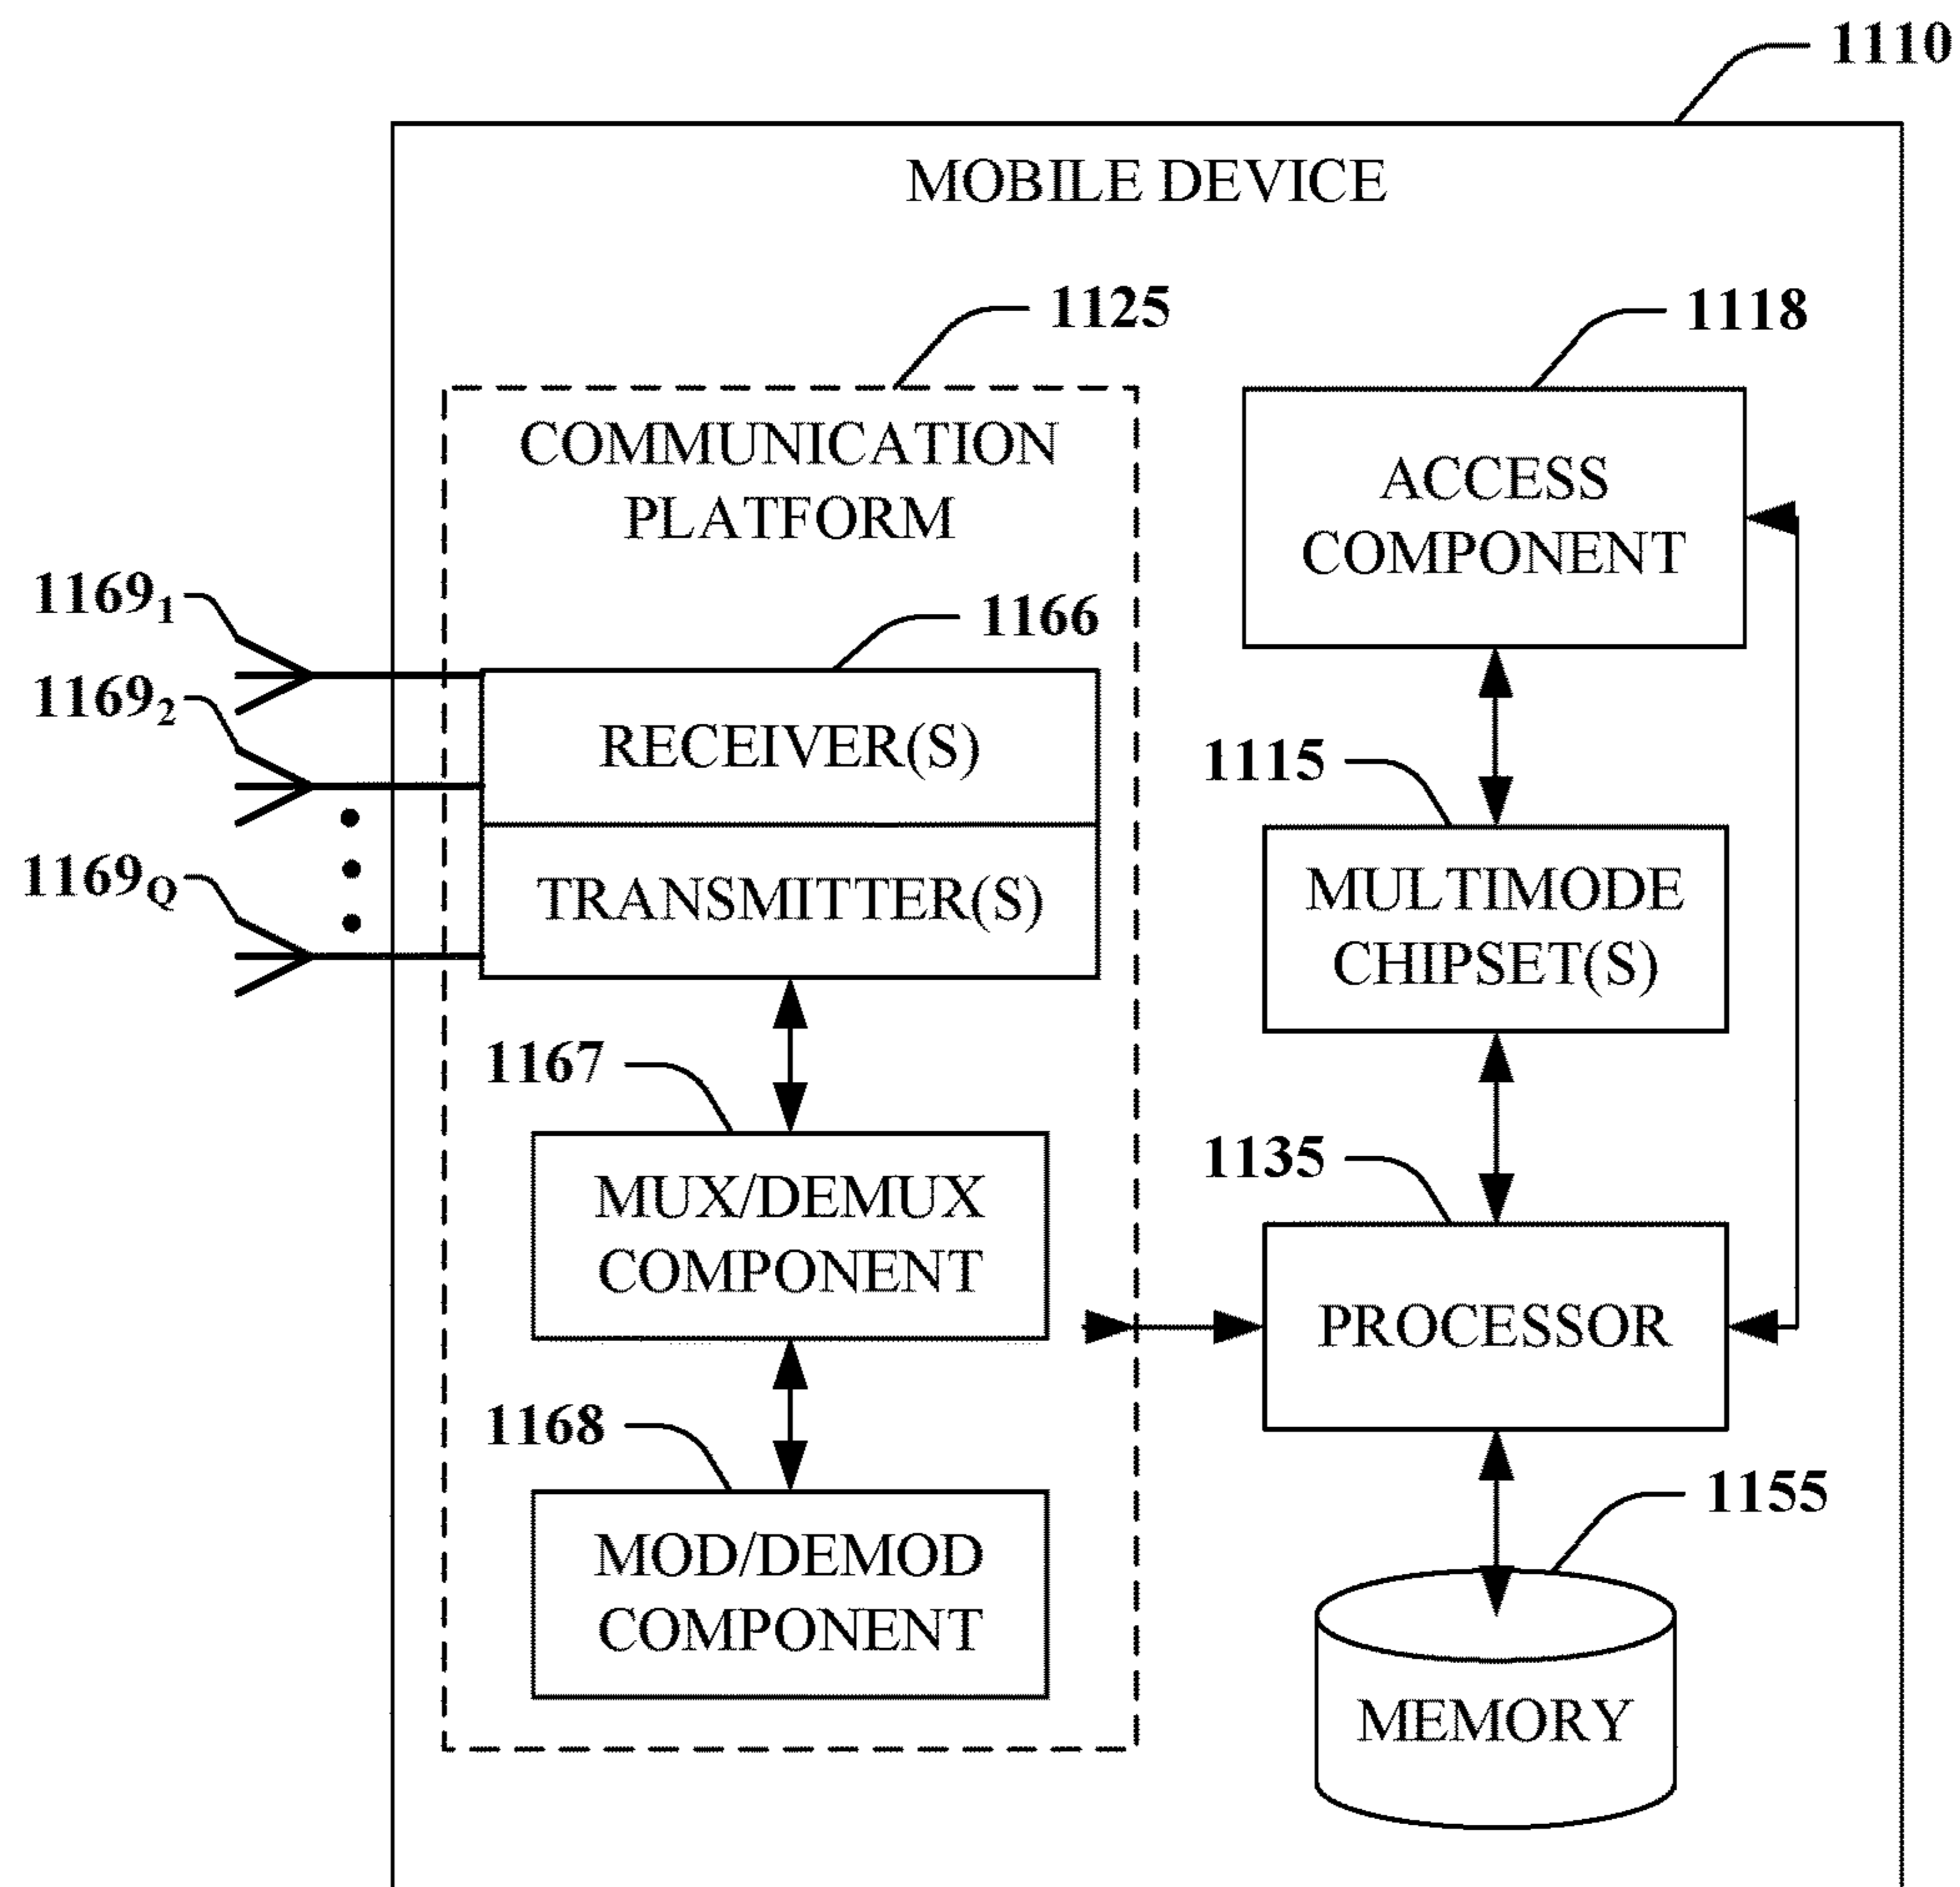 1110
MOBILE DEVICE
1125
1118
COMMUNICATION
PLATFORM
ACCESS
COMPONENT
1169₁
1166
1169₂
RECEIVER(S)
1115
1169Q
TRANSMITTER(S)
MULTIMODE
CHIPSET(S)
1167
1135
MUX/DEMUX
COMPONENT
PROCESSOR
1168
1155
MOD/DEMOD
COMPONENT
MEMORY